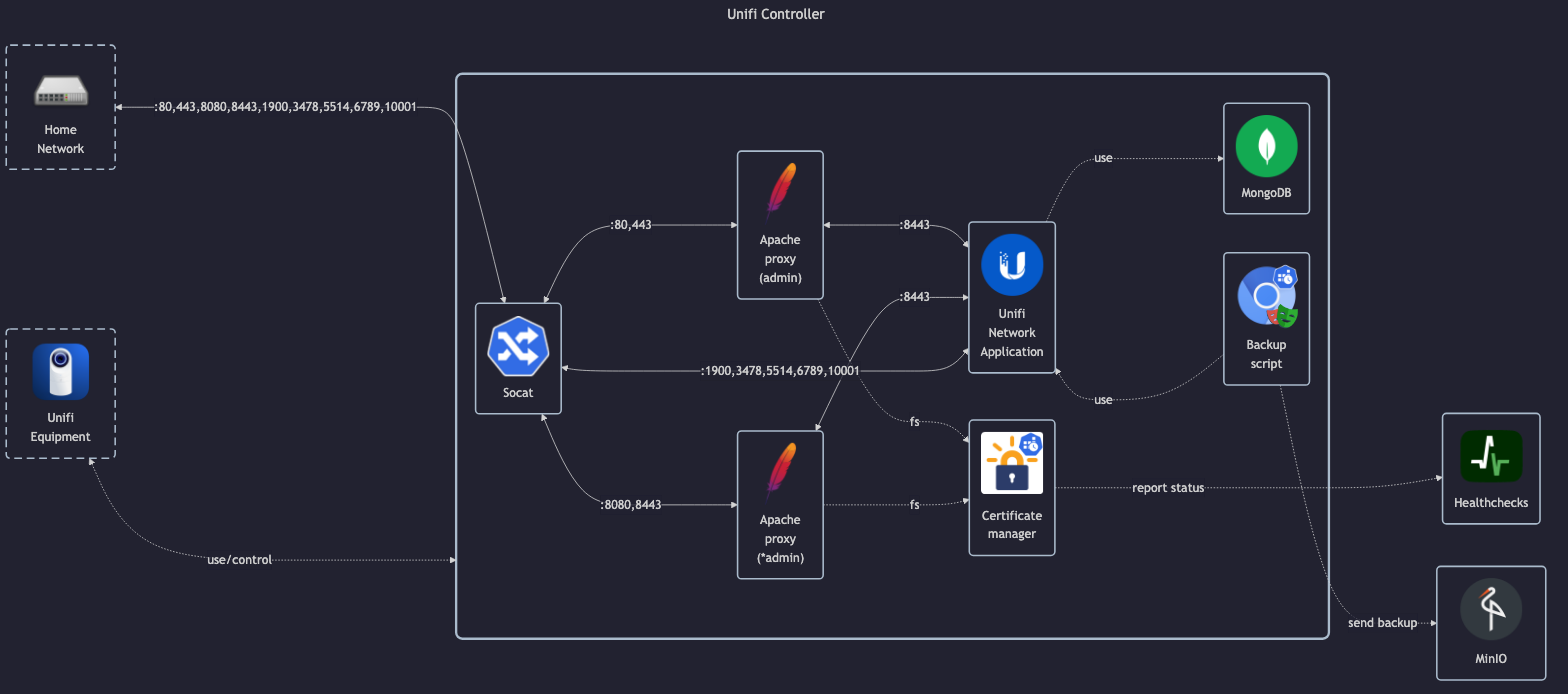 Unifi Controller
Home
Network
:80,443,8080,8443,1900,3478,5514,6789,10001
Unifi
Equipment
use/control
Socat
:80,443
:1900,3478,5514,6789,10001
:8080,8443
Apache
proxy
(admin)
Apache
proxy
(*admin)
:8443
:8443
fs
fs
Unifi
Network
Application
Certificate
manager
use
use
MongoDB
Backup
script
report status
send backup
Healthchecks
MinIO